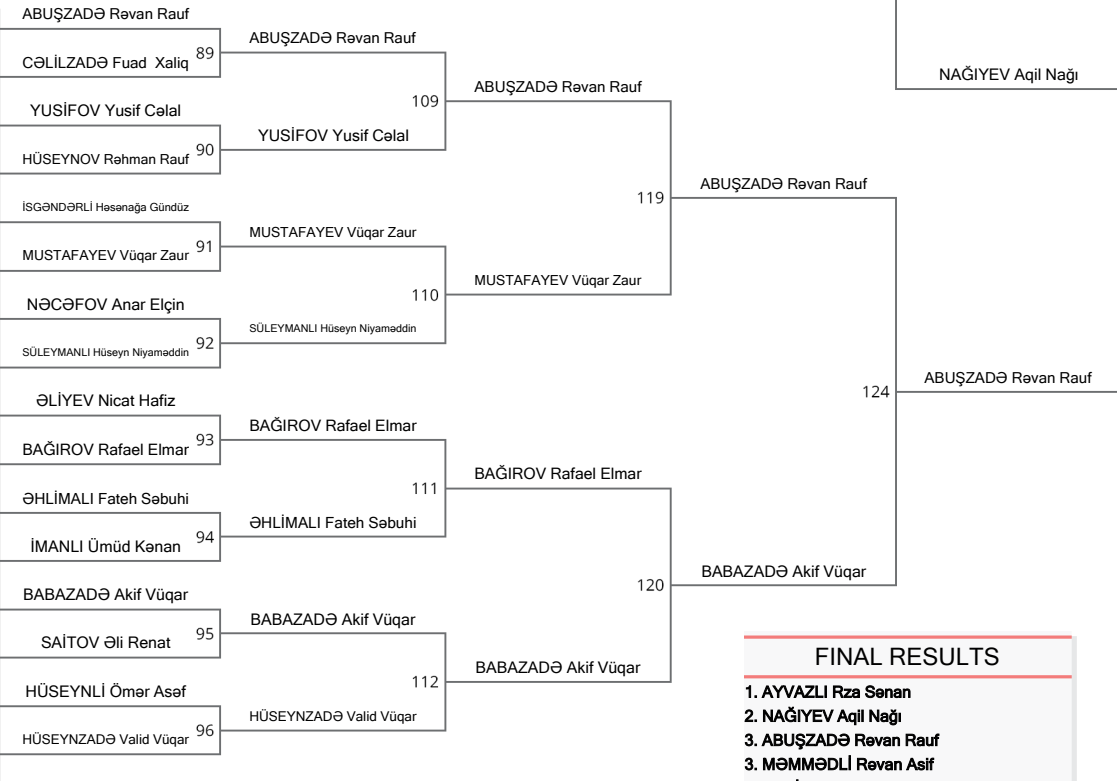 ABUŞZADƏ Rəvan Rauf
CƏLİLZADƏ Fuad Xaliq
89
YUSİFOV Yusif Cəlal
HÜSEYNOV Rəhman Rauf
90
İSGƏNDƏRLİ Həsənağa Gündüz
MUSTAFAYEV Vüqar Zaur
91
NƏCƏFOV Anar Elçin
SÜLEYMANLI Hüseyn Niyaməddin
92
ƏLİYEV Nicat Hafiz
BAĞIROV Rafael Elmar
93
ƏHLİMALI Fateh Səbuhi
İMANLI Ümüd Kənan
94
BABAZADƏ Akif Vüqar
SAİTOV Əli Renat
95
HÜSEYNLİ Ömər Asəf
HÜSEYNZADƏ Valid Vüqar
96
ABUŞZADƏ Rəvan Rauf
YUSİFOV Yusif Cəlal
109
MUSTAFAYEV Vüqar Zaur
SÜLEYMANLI Hüseyn Niyaməddin
110
BAĞIROV Rafael Elmar
ƏHLİMALI Fateh Səbuhi
111
BABAZADƏ Akif Vüqar
HÜSEYNZADƏ Valid Vüqar
112
ABUŞZADƏ Rəvan Rauf
MUSTAFAYEV Vüqar Zaur
119
BAĞIROV Rafael Elmar
BABAZADƏ Akif Vüqar
120
ABUŞZADƏ Rəvan Rauf
BABAZADƏ Akif Vüqar
124
NAĞIYEV Aqil Nağı
ABUŞZADƏ Rəvan Rauf
FINAL RESULTS
1. AYVAZLI Rza Sənan
2. NAĞIYEV Aqil Nağı
3. ABUŞZADƏ Rəvan Rauf
3. MƏMMƏDLİ Rəvan Asif